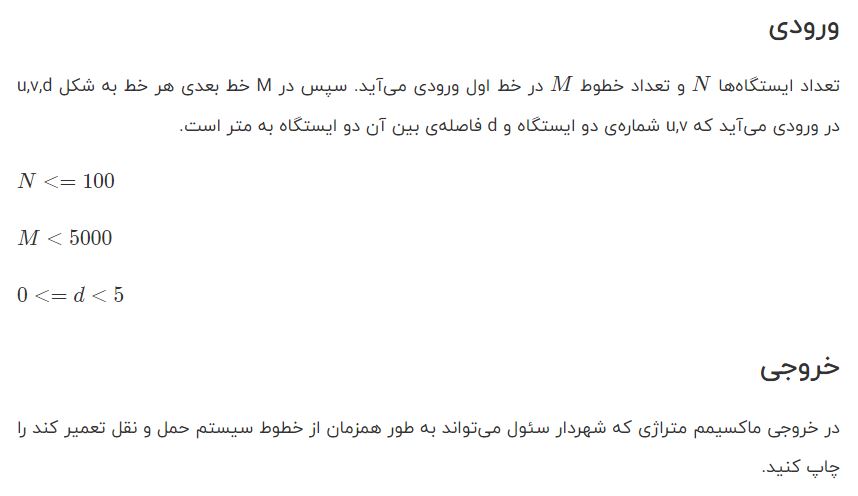 ورودی
تعداد ایستگاه‌ها N و تعداد خطوط M در خط اول ورودی می‌آید. سپس در M خط بعدی هر خط به شکل u,v,d
در ورودی می‌آید که u,v شماره‌ی دو ایستگاه و d فاصله‌ی بین آن دو ایستگاه به متر است.
N <= 100
M < 5000
0 <= d < 5
خروجی
در خروجی ماکسیمم متراژی که شهردار سئول می‌تواند به طور همزمان از خطوط سیستم حمل و نقل تعمیر کند را
چاپ کنید.